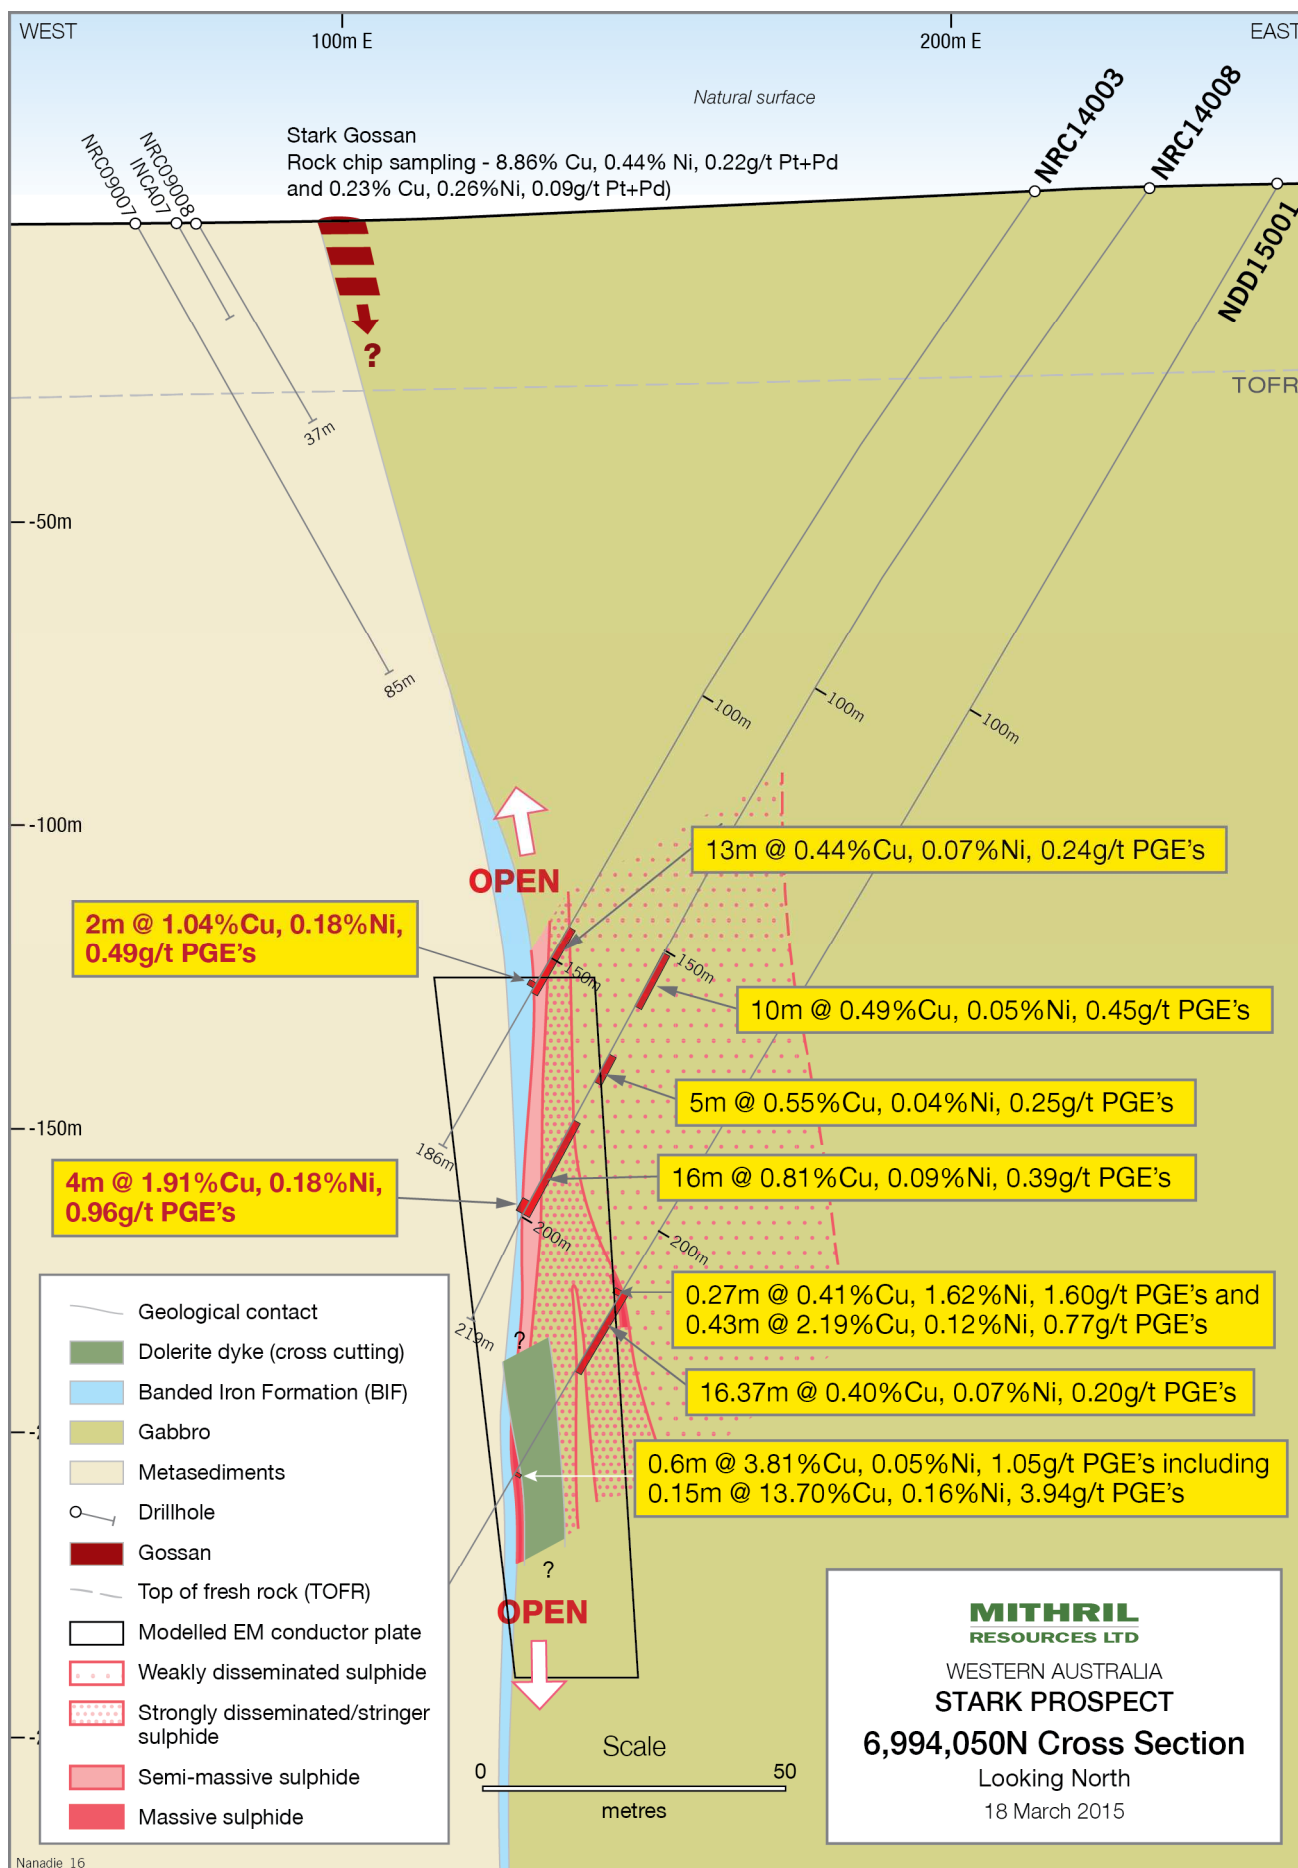 WEST
100m E
200m E
EAST
Natural surface
NRC14003
NRC14008
NDD15001
NRC09007
INCA07
NRC09008
Stark Gossan
Rock chip sampling - 8.86% Cu, 0.44% Ni, 0.22g/t Pt+Pd
and 0.23% Cu, 0.26%Ni, 0.09g/t Pt+Pd)
?
TOFR
37m
-50m
85m
100m
100m
100m
-100m
13m @ 0.44%Cu, 0.07%Ni, 0.24g/t PGE's
OPEN
2m @ 1.04%Cu, 0.18%Ni,
0.49g/t PGE's
150m
150m
10m @ 0.49%Cu, 0.05%Ni, 0.45g/t PGE's
5m @ 0.55%Cu, 0.04%Ni, 0.25g/t PGE's
-150m
186m
16m @ 0.81%Cu, 0.09%Ni, 0.39g/t PGE's
4m @ 1.91%Cu, 0.18%Ni,
0.96g/t PGE's
200m
200m
0.27m @ 0.41%Cu, 1.62%Ni, 1.60g/t PGE's and
0.43m @ 2.19%Cu, 0.12%Ni, 0.77g/t PGE's
219m
?
16.37m @ 0.40%Cu, 0.07%Ni, 0.20g/t PGE's
0.6m @ 3.81%Cu, 0.05%Ni, 1.05g/t PGE's including
0.15m @ 13.70%Cu, 0.16%Ni, 3.94g/t PGE's
?
OPEN
Geological contact
Dolerite dyke (cross cutting)
Banded Iron Formation (BIF)
Gabbro
Metasediments
Drillhole
Gossan
Top of fresh rock (TOFR)
Modelled EM conductor plate
Weakly disseminated sulphide
Strongly disseminated/stringer
sulphide
Semi-massive sulphide
Massive sulphide
Scale
0
50
metres
MITHRIL
RESOURCES LTD
WESTERN AUSTRALIA
STARK PROSPECT
6,994,050N Cross Section
Looking North
18 March 2015
Nanadie 16